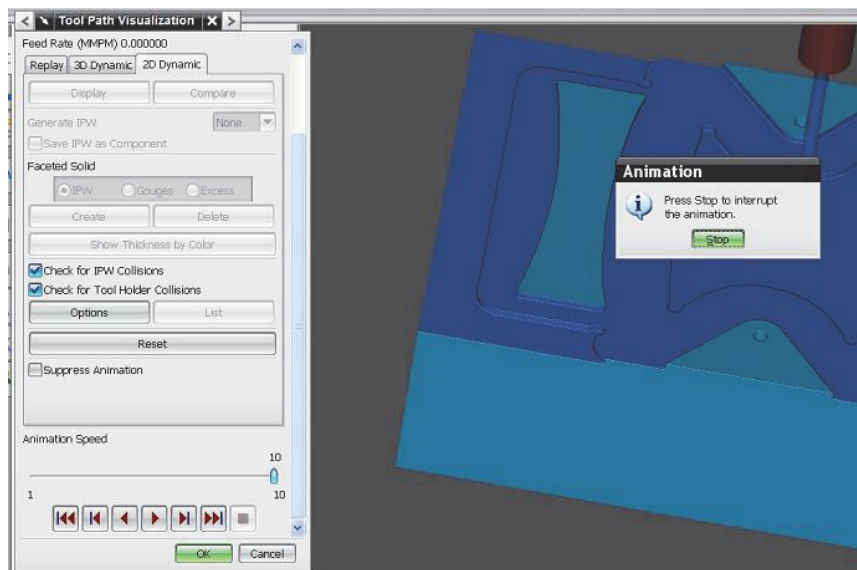 Tool Path Visualization
Feed Rate (MMPM) 0.000000
Replay 3D Dynamic 2D Dynamic
Display Compare
Generate IPW None
Save IPW as Component
Faceted Solid
IPW Gouges Excess
Create Delete
Show Thickness by Color
Check for IPW Collisions
Check for Tool Holder Collisions
Options List
Reset
Suppress Animation
Animation Speed
10
1 10
OK Cancel
Animation
Press Stop to interrupt
the animation.
Stop